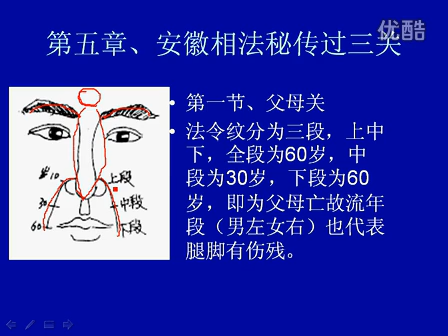 优酷
第五章、安徽相法秘传过三关
• 第一节、父母关
• 法令纹分为三段，上中
下，全段为60岁，中
段为30岁，下段为60
岁，即为父母亡故流年
段（男左女右）也代表
腿脚有伤残。
岁10 上段
30 中段
60 下段